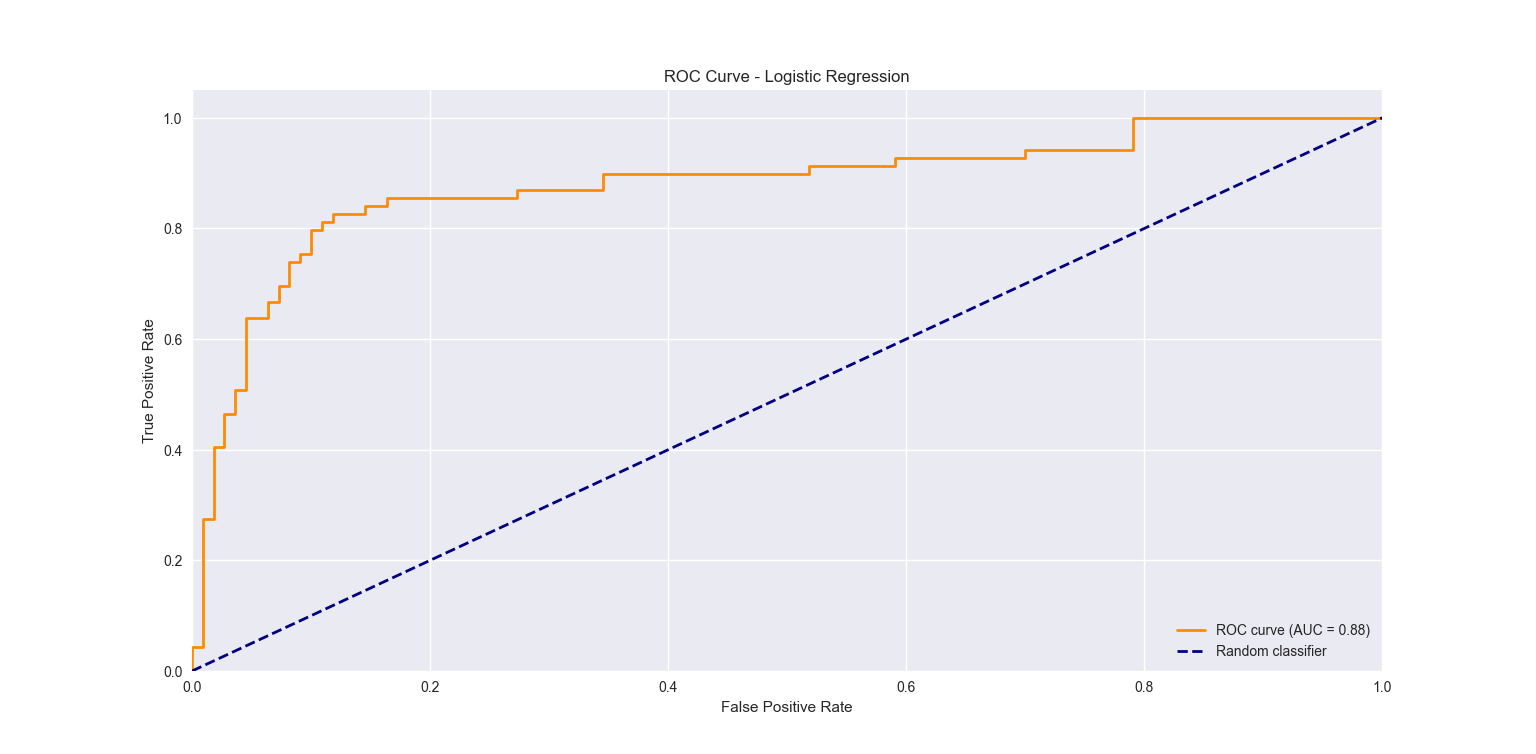 ROC Curve - Logistic Regression
1.0
0.8
0.6
0.4
0.2
0.0
True Positive Rate
0.0 0.2 0.4 0.6 0.8 1.0
False Positive Rate
ROC curve (AUC = 0.88)
Random classifier